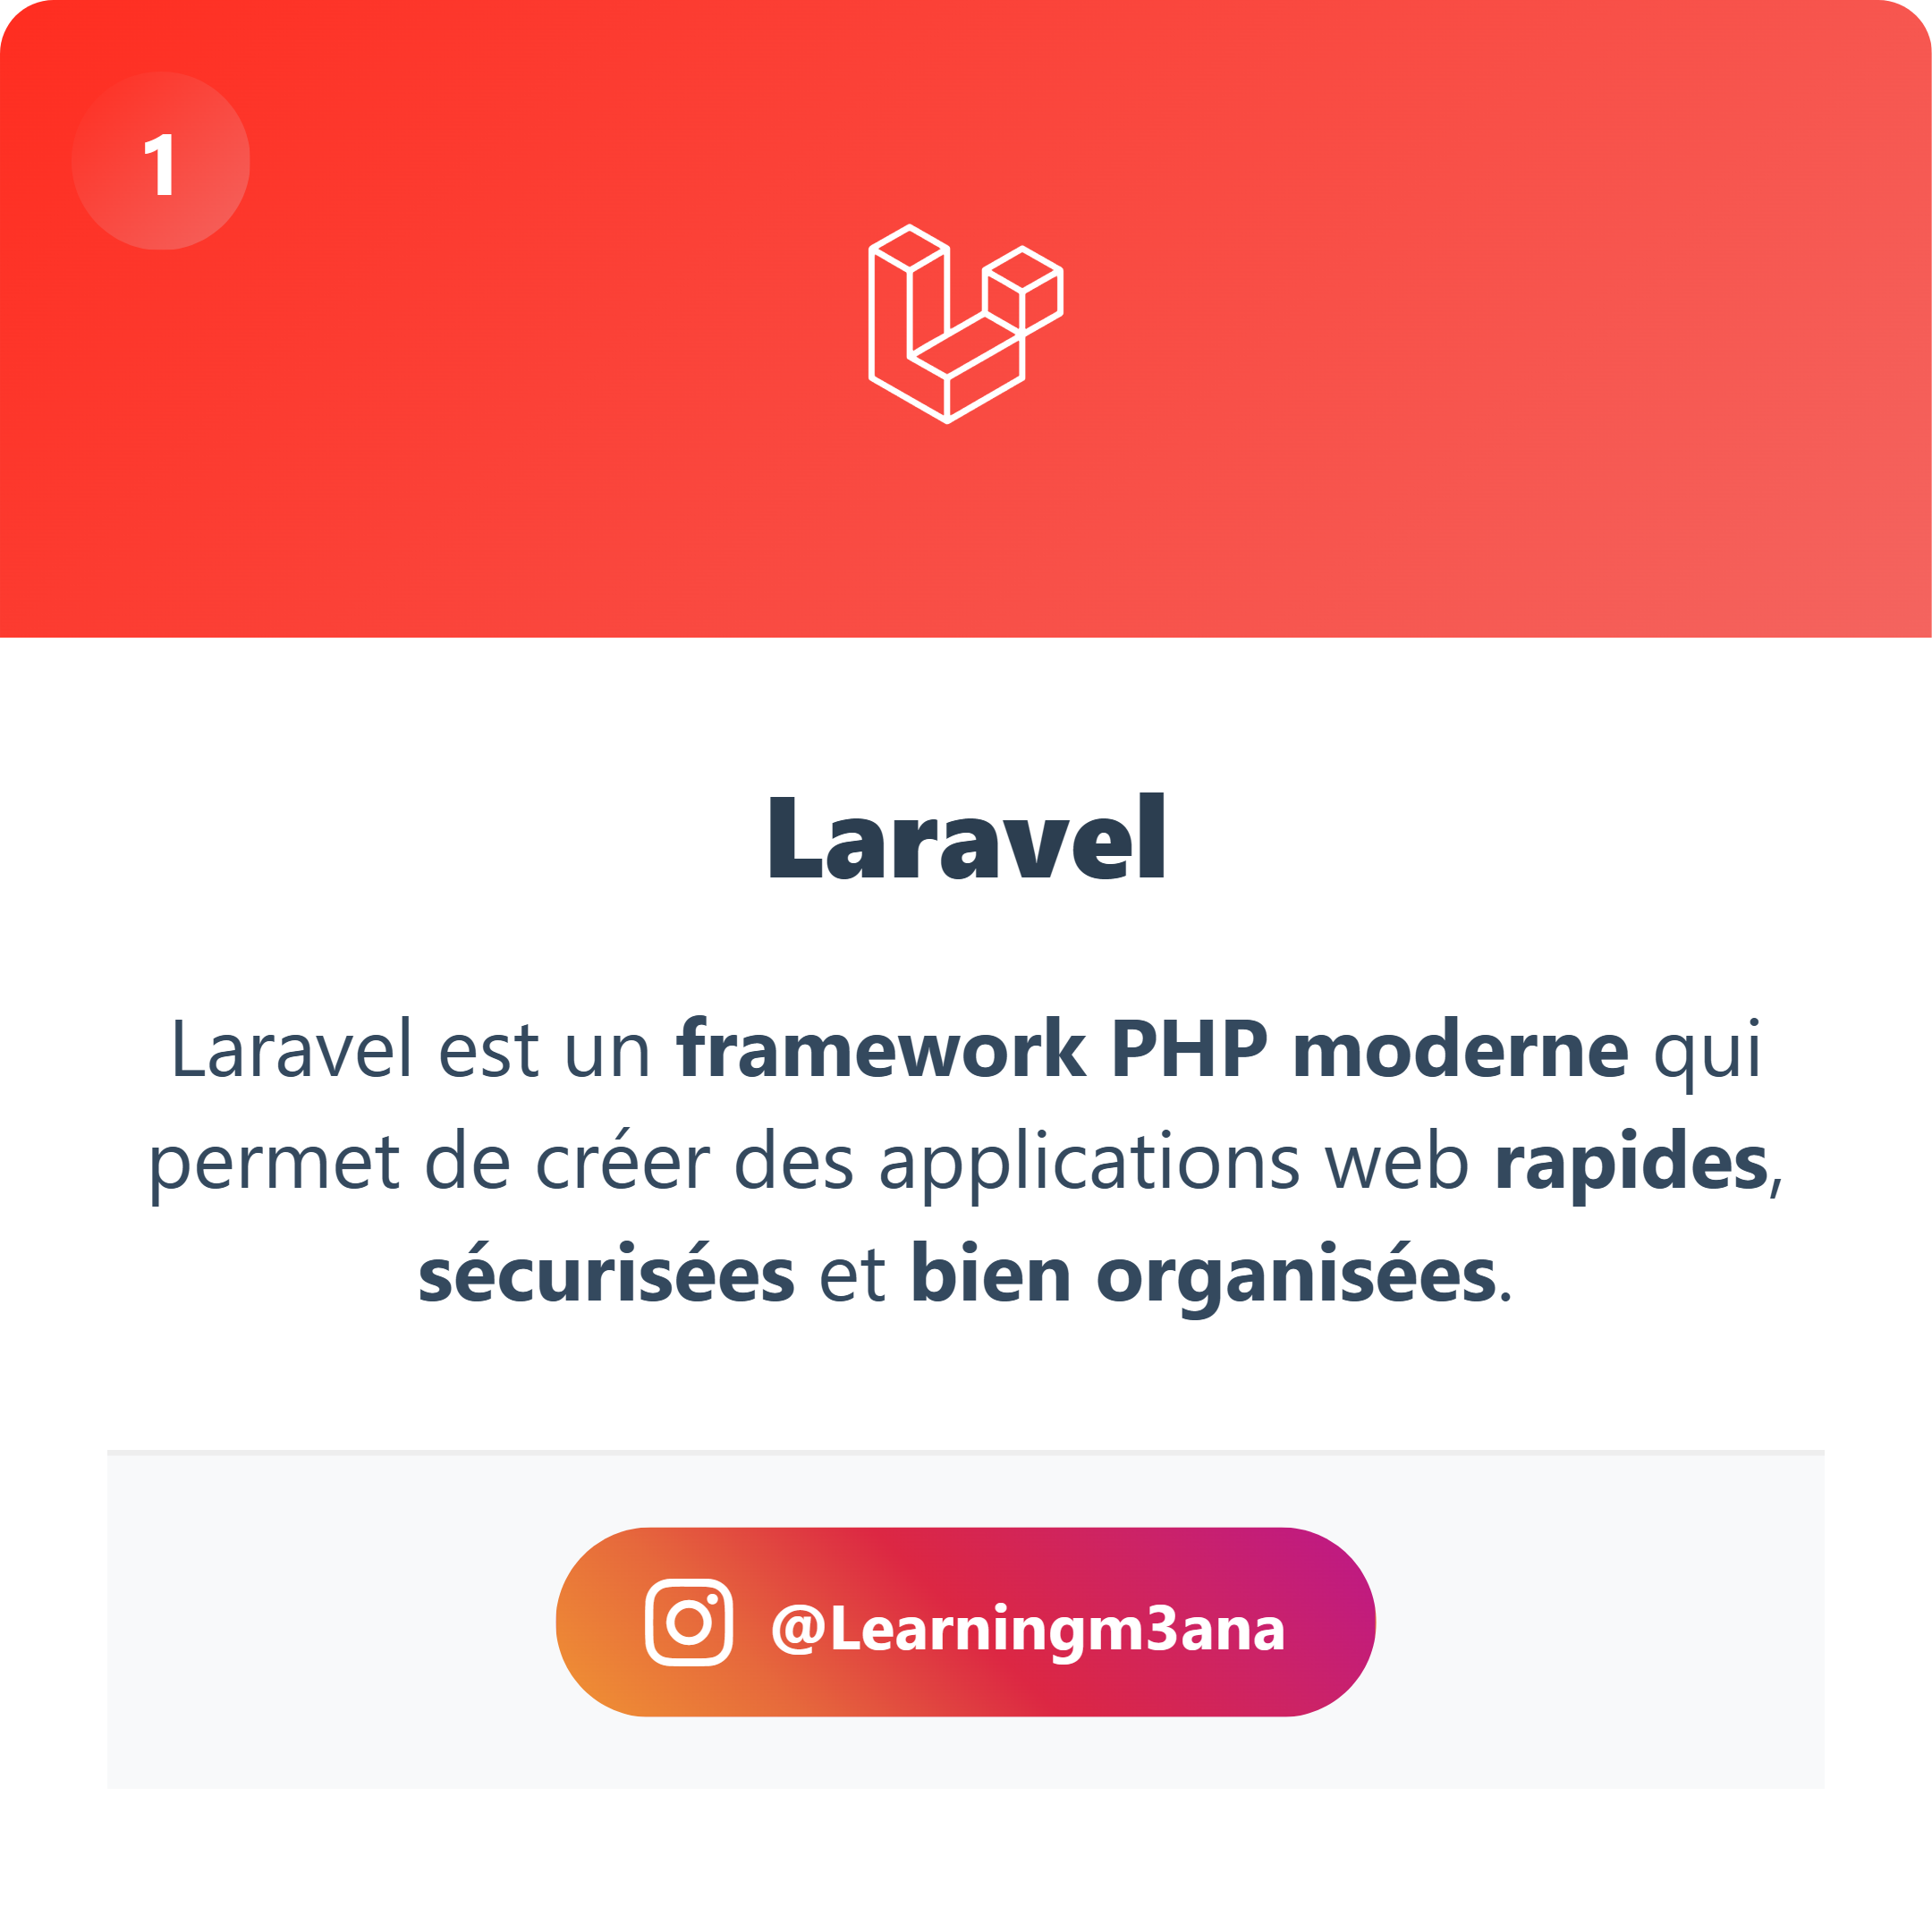 1
Laravel
Laravel est un framework PHP moderne qui
permet de créer des applications web rapides,
sécurisées et bien organisées.
@Learningm3ana